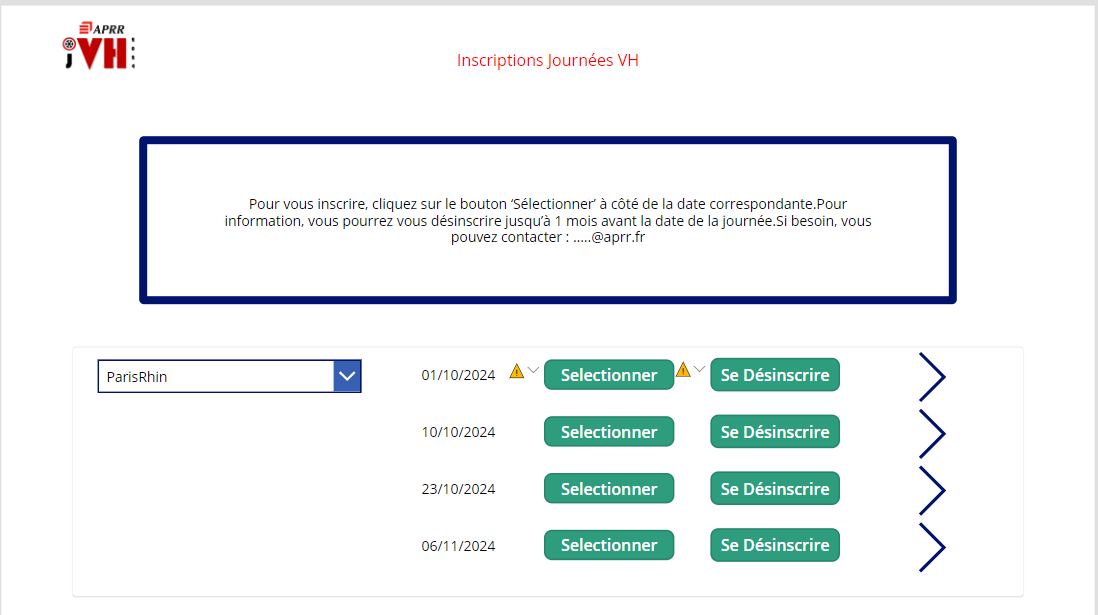 APRR
jVH
Inscriptions Journées VH
Pour vous inscrire, cliquez sur le bouton ‘Sélectionner’ à côté de la date correspondante.Pour
information, vous pourrez vous désinscrire jusqu’à 1 mois avant la date de la journée.Si besoin, vous
pouvez contacter : .....@aprr.fr
ParisRhin 01/10/2024 Selectionner Se Désinscrire
10/10/2024 Selectionner Se Désinscrire
23/10/2024 Selectionner Se Désinscrire
06/11/2024 Selectionner Se Désinscrire